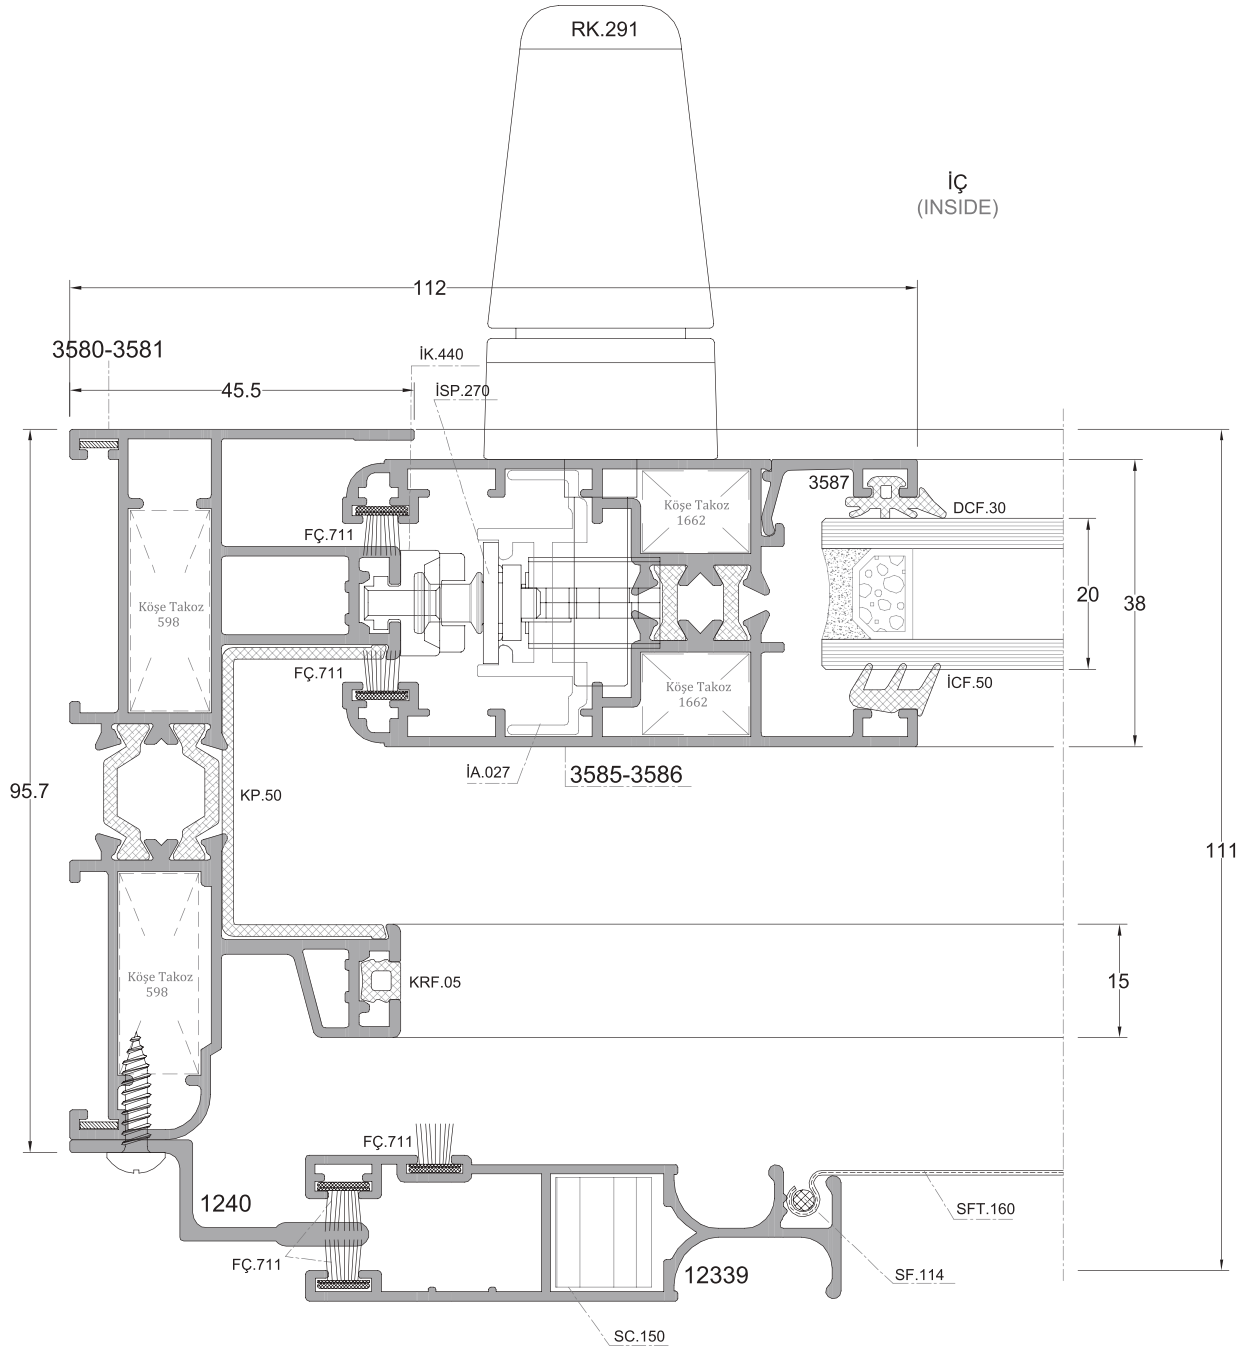 RK.291
İÇ
(INSIDE)
112
3580-3581
İK.440
45.5
İSP.270
3587
Köşe Takoz
1662
DCF.30
FÇ.711
20
38
Köşe Takoz
598
FÇ.711
Köşe Takoz
1662
İCF.50
İA.027
3585-3586
95.7
KP.50
111
Köşe Takoz
598
KRF.05
15
FÇ.711
1240
SFT.160
FÇ.711
12339
SF.114
SC.150